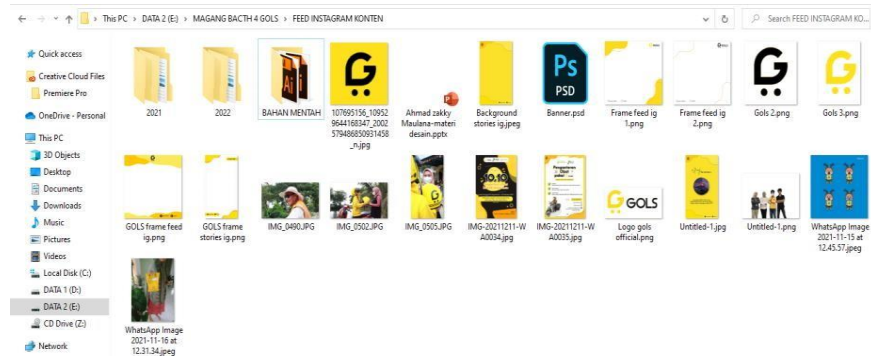 This PC > DATA 2 (E:) > MAGANG BACTH 4 GOLS > FEED INSTAGRAM KONTEN
Search FEED INSTAGRAM KO...
Quick access
Creative Cloud Files
Premiere Pro
OneDrive - Personal
This PC
3D Objects
Desktop
Documents
Downloads
Music
Pictures
Videos
Local Disk (C:)
DATA 1 (D:)
DATA 2 (E:)
CD Drive (Z:)
Network
2021
2022
Ai
BAHAN MENTAH
G
107695156_10952
9644168347_2002
579486850931458
_n.jpg
Ahmad zakky
Maulana-materi
desain.pptx
Background
stories ig.jpeg
Ps
PSD
Banner.psd
Frame feed ig
1.png
Frame feed ig
2.png
G
Gols 2.png
G
Gols 3.png
GOLS frame feed
ig.png
GOLS frame
stories ig.png
IMG_0490.JPG
IMG_0502.JPG
IMG_0505.JPG
10.10
IMG-20211211-W
A0034.jpg
IMG-20211211-W
A0035.jpg
GOLS
Logo gols
official.png
Untitled-1.jpg
Untitled-1.png
WhatsApp Image
2021-11-15 at
12.45.57.jpeg
WhatsApp Image
2021-11-16 at
12.31.34.jpeg